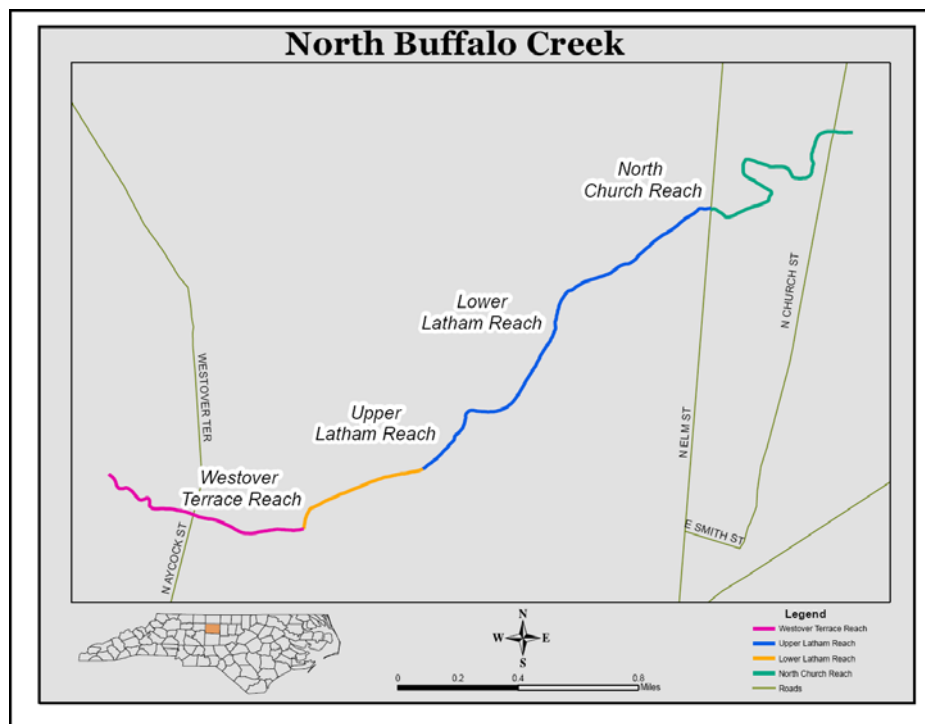 North Buffalo Creek
North
Church Reach
Lower
Latham Reach
Upper
Latham Reach
Westover
Terrace Reach
WESTOVER TER
N AYCOCK ST
N ELM ST
N CHURCH ST
E SMITH ST
N
W E
S
0 0.4 0.8
Miles
Legend
Westover Terrace Reach
Upper Latham Reach
Lower Latham Reach
North Church Reach
Roads